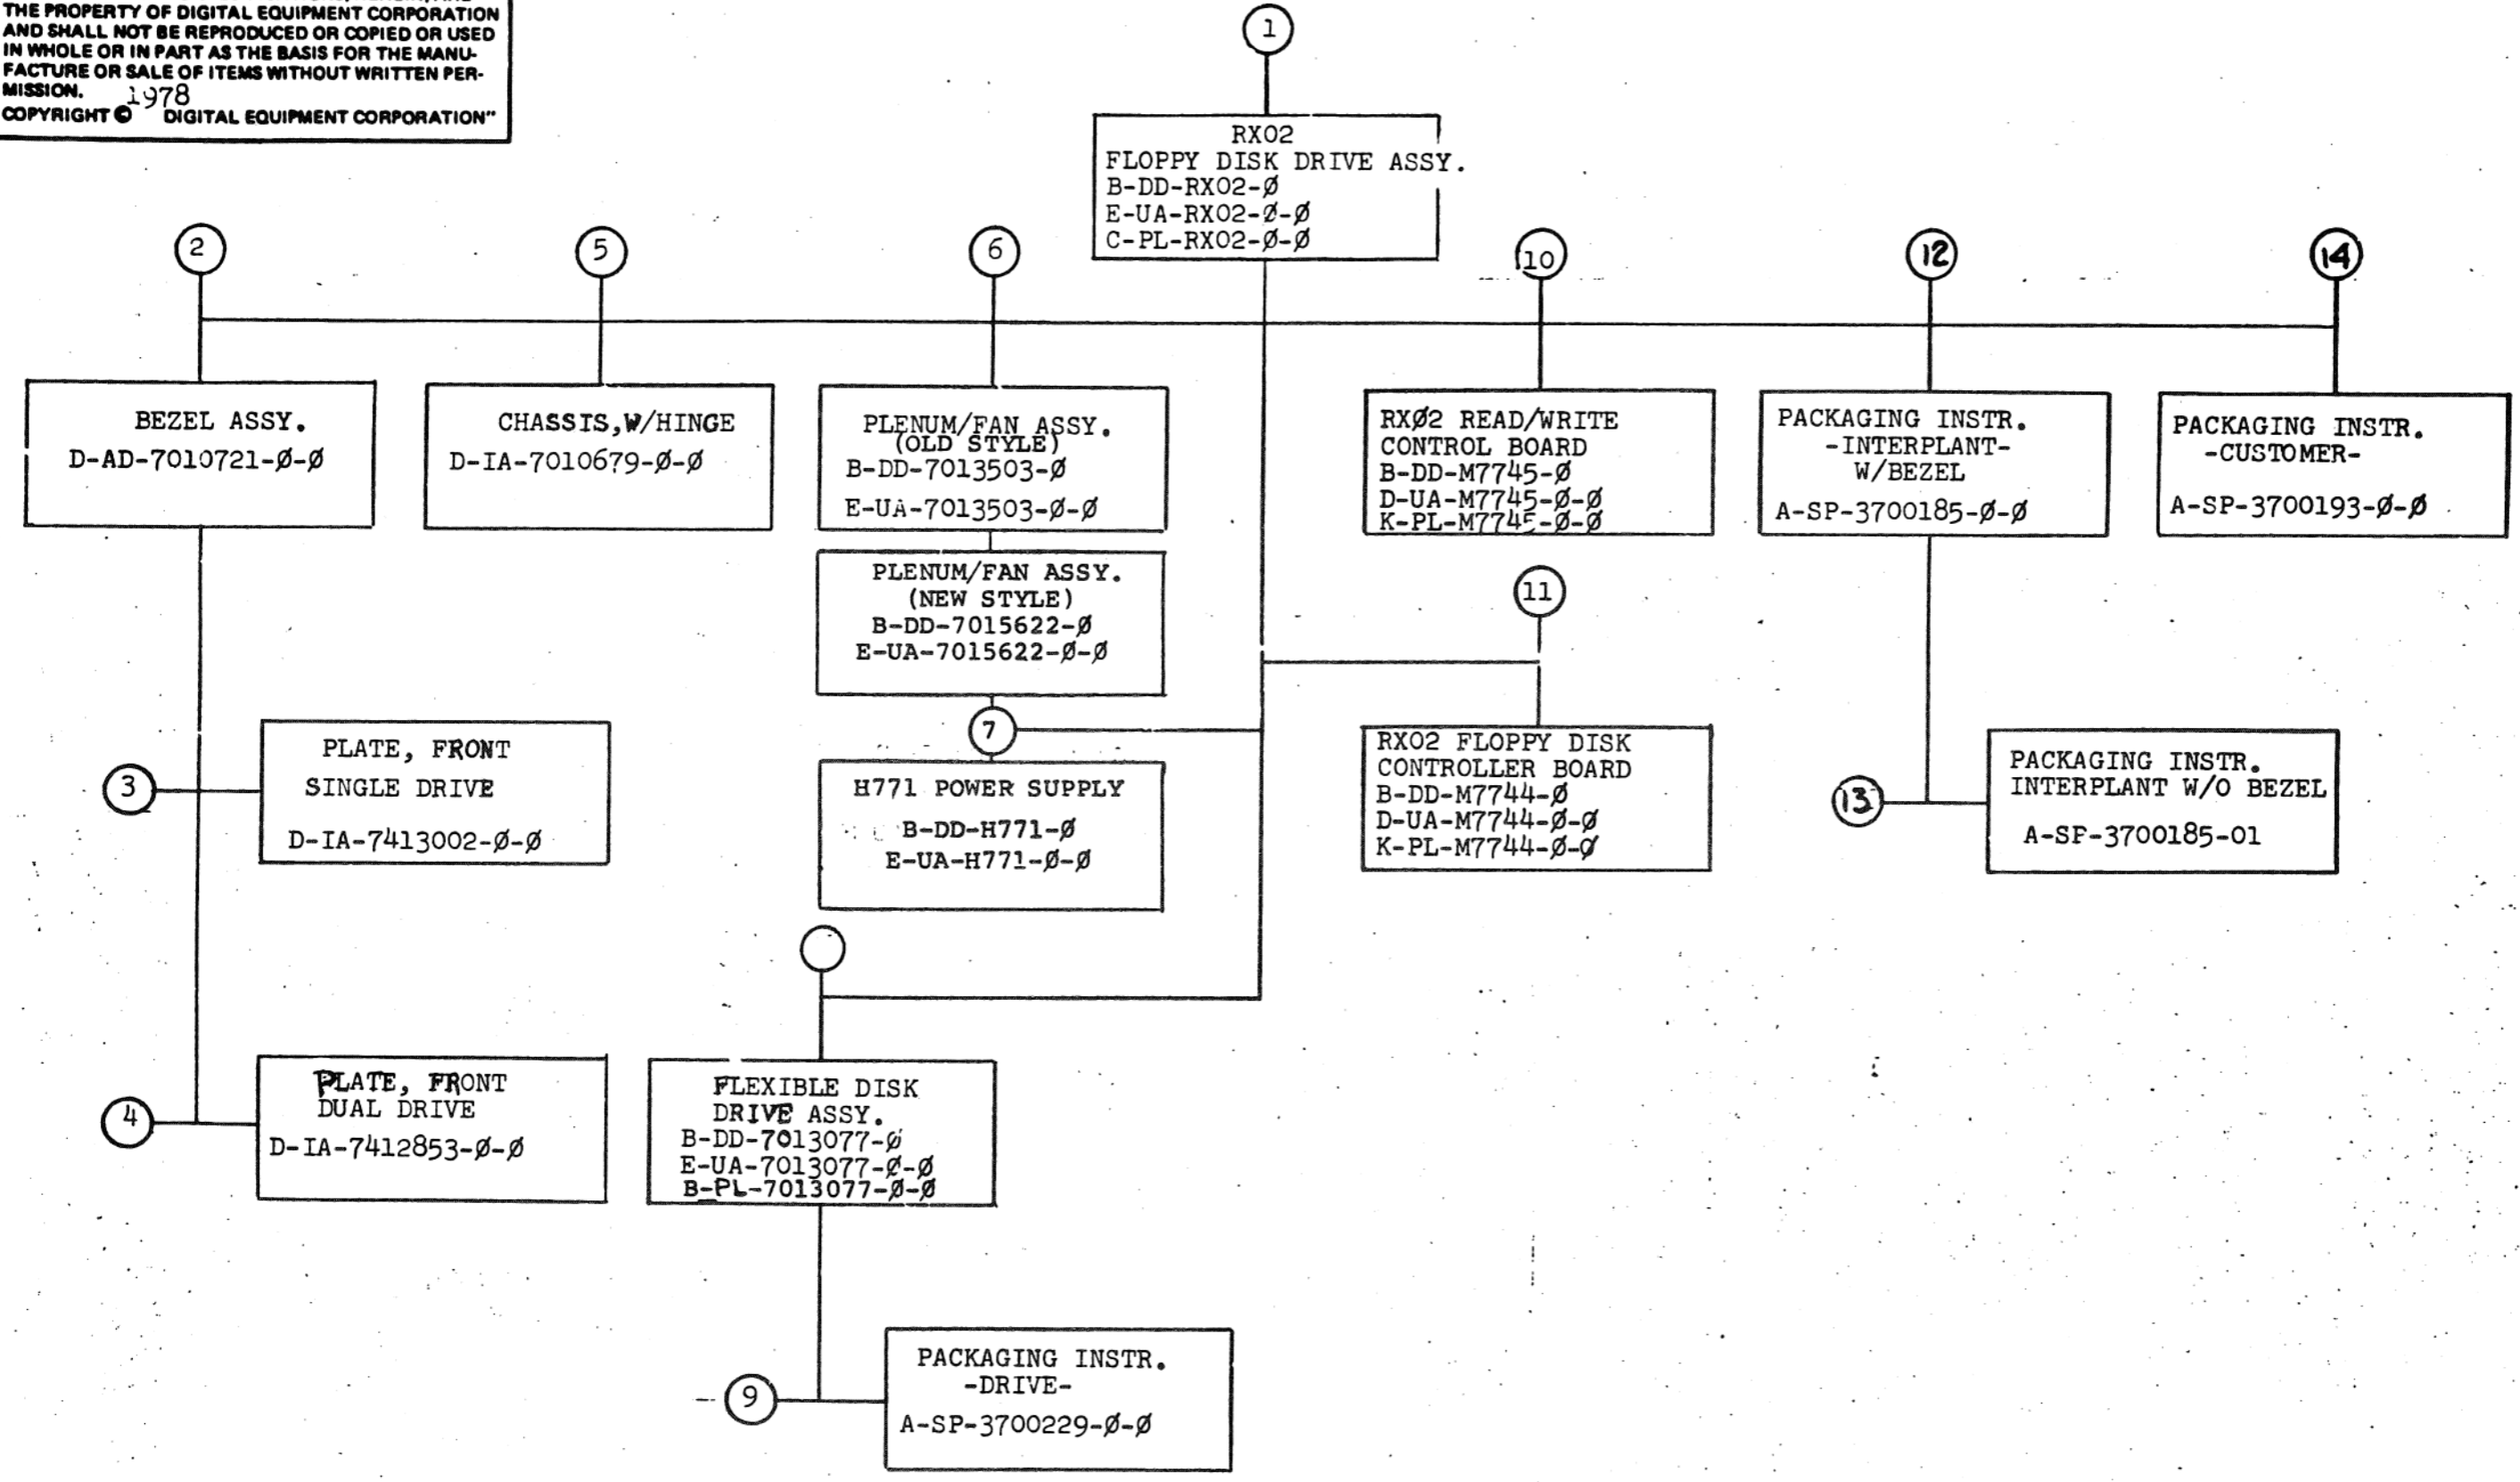 THE PROPERTY OF DIGITAL EQUIPMENT CORPORATION
AND SHALL NOT BE REPRODUCED OR COPIED OR USED
IN WHOLE OR IN PART AS THE BASIS FOR THE MANU-
FACTURE OR SALE OF ITEMS WITHOUT WRITTEN PER-
MISSION.
1978
COPYRIGHT © DIGITAL EQUIPMENT CORPORATION"
1
RX02
FLOPPY DISK DRIVE ASSY.
B-DD-RX02-Ø
E-UA-RX02-Ø-Ø
C-PL-RX02-Ø-Ø
2
5
6
10
12
14
BEZEL ASSY.
D-AD-7010721-Ø-Ø
CHASSIS,W/HINGE
D-IA-7010679-Ø-Ø
PLENUM/FAN ASSY.
(OLD STYLE)
B-DD-7013503-Ø
E-UA-7013503-Ø-Ø
RXØ2 READ/WRITE
CONTROL BOARD
B-DD-M7745-Ø
D-UA-M7745-Ø-Ø
K-PL-M7745-Ø-Ø
PACKAGING INSTR.
-INTERPLANT-
W/BEZEL
A-SP-3700185-Ø-Ø
PACKAGING INSTR.
-CUSTOMER-
A-SP-3700193-Ø-Ø
PLENUM/FAN ASSY.
(NEW STYLE)
B-DD-7015622-Ø
E-UA-7015622-Ø-Ø
11
7
3
PLATE, FRONT
SINGLE DRIVE
D-IA-7413002-Ø-Ø
H771 POWER SUPPLY
B-DD-H771-Ø
E-UA-H771-Ø-Ø
RX02 FLOPPY DISK
CONTROLLER BOARD
B-DD-M7744-Ø
D-UA-M7744-Ø-Ø
K-PL-M7744-Ø-Ø
13
PACKAGING INSTR.
INTERPLANT W/O BEZEL
A-SP-3700185-01
4
PLATE, FRONT
DUAL DRIVE
D-IA-7412853-Ø-Ø
FLEXIBLE DISK
DRIVE ASSY.
B-DD-7013077-Ø
E-UA-7013077-Ø-Ø
B-PL-7013077-Ø-Ø
9
PACKAGING INSTR.
-DRIVE-
A-SP-3700229-Ø-Ø